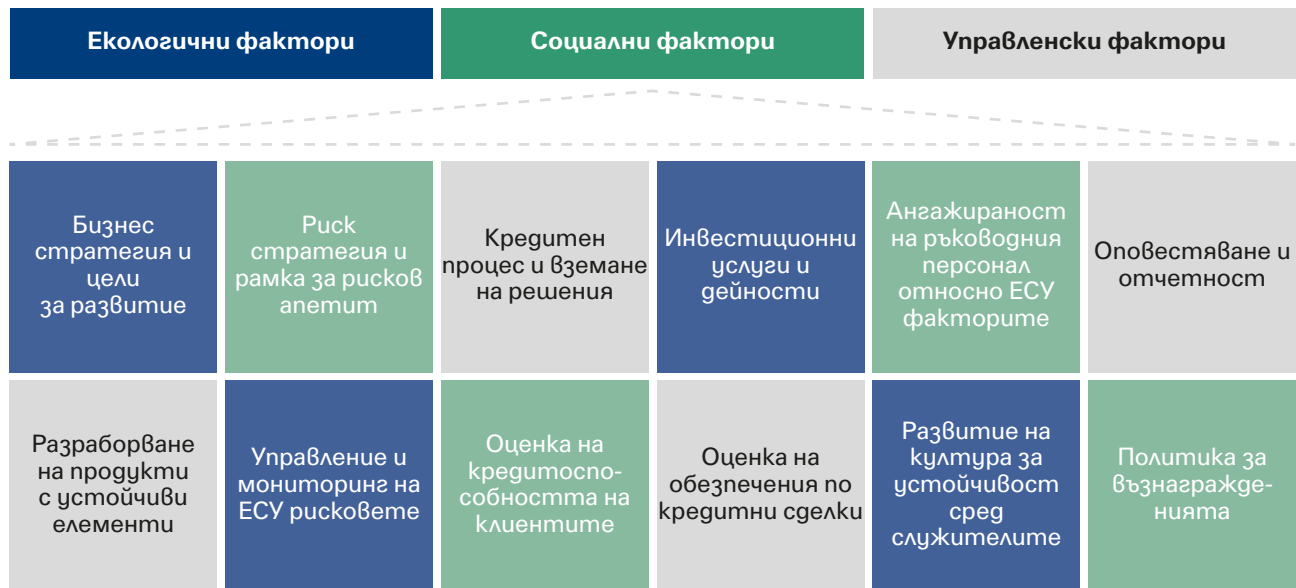 Екологични фактори
Социални фактори
Управленски фактори
Бизнес
стратегия и
цели
за развитие
Риск
стратегия и
рамка за рисков
апетит
Кредитен
процес и вземане
на решения
Инвестиционни
услуги и
дейности
Ангажираност
на ръководния
персонал
относно ЕСУ
факторите
Оповестяване и
отчетност
Разраборване
на продукти
с устойчиви
елементи
Управление и
мониторинг на
ЕСУ рисковете
Оценка на
кредитоспо-
собността на
клиентите
Оценка на
обезпечения по
кредитни сделки
Развитие на
култура за
устойчивост
сред
служителите
Политика за
възнагражде-
нията